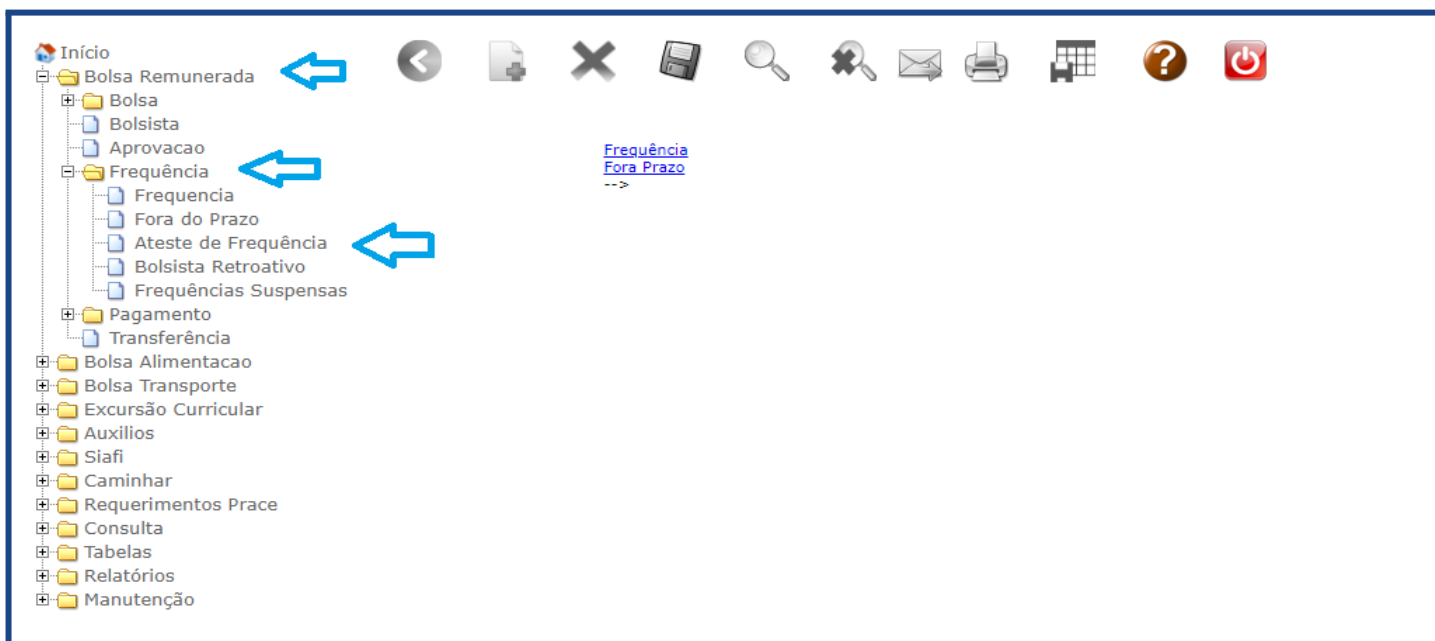 Início
Bolsa Remunerada
Bolsa
Bolsista
Aprovacao
Frequência
Frequencia
Fora do Prazo
Ateste de Frequência
Bolsista Retroativo
Frequências Suspensas
Pagamento
Transferência
Bolsa Alimentacao
Bolsa Transporte
Excursão Curricular
Auxilios
Siafi
Caminhar
Requerimentos Prace
Consulta
Tabelas
Relatórios
Manutenção
?
Frequência
Fora Prazo
-->